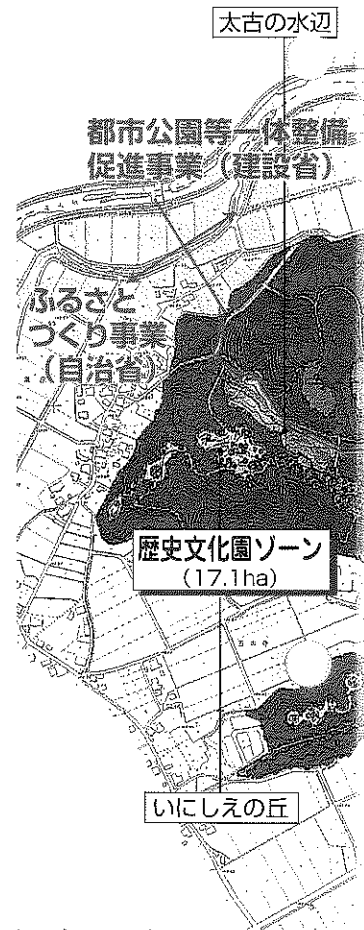 太古の水辺
都市公園等一体整備
促進事業（建設省）
ふるさと
づくり事業
（自治省）
歴史文化園ゾーン
（17.1ha）
いにしえの丘